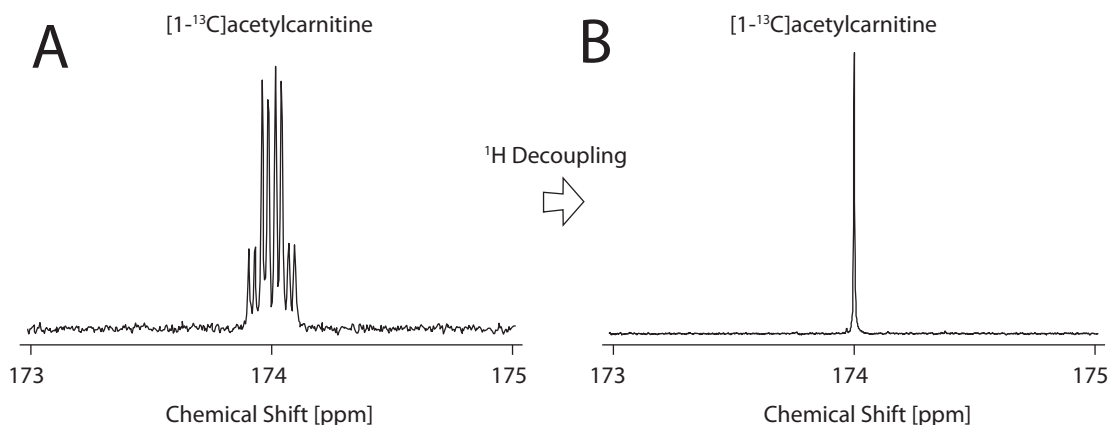 A
[1-¹³C]acetylcarnitine
173
174
175
Chemical Shift [ppm]
¹H Decoupling
B
[1-¹³C]acetylcarnitine
173
174
175
Chemical Shift [ppm]